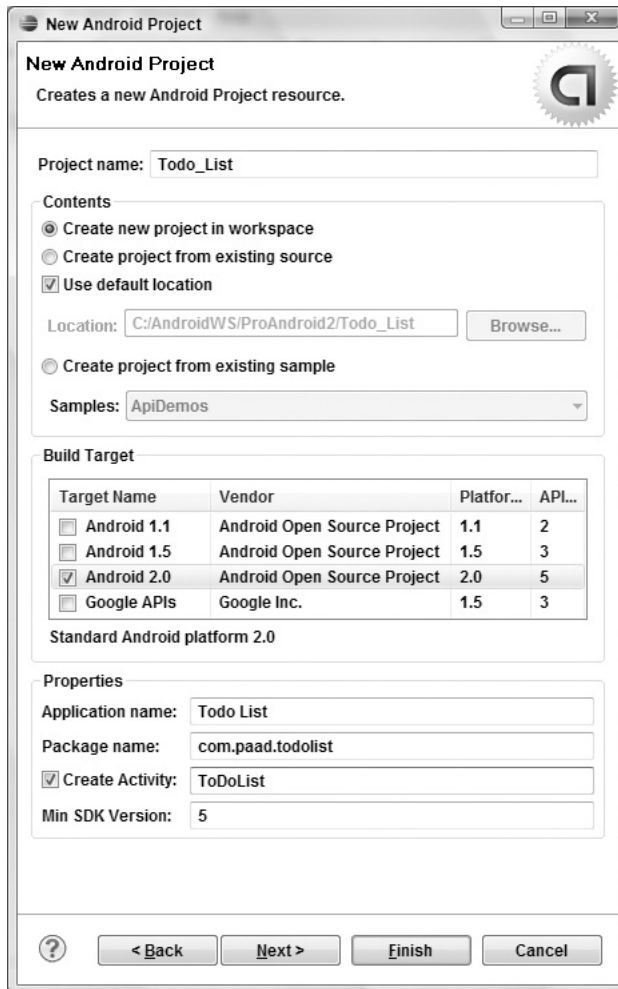 New Android Project
New Android Project
Creates a new Android Project resource.
Project name: Todo_List
Contents
Create new project in workspace
Create project from existing source
Use default location
Location: C:/AndroidWS/ProAndroid2/Todo_List Browse...
Create project from existing sample
Samples: ApiDemos
Build Target
Target Name Vendor Platfor... API...
Android 1.1 Android Open Source Project 1.1 2
Android 1.5 Android Open Source Project 1.5 3
Android 2.0 Android Open Source Project 2.0 5
Google APIs Google Inc. 1.5 3
Standard Android platform 2.0
Properties
Application name: Todo List
Package name: com.paad.todolist
Create Activity: ToDoList
Min SDK Version: 5
? < Back Next > Finish Cancel